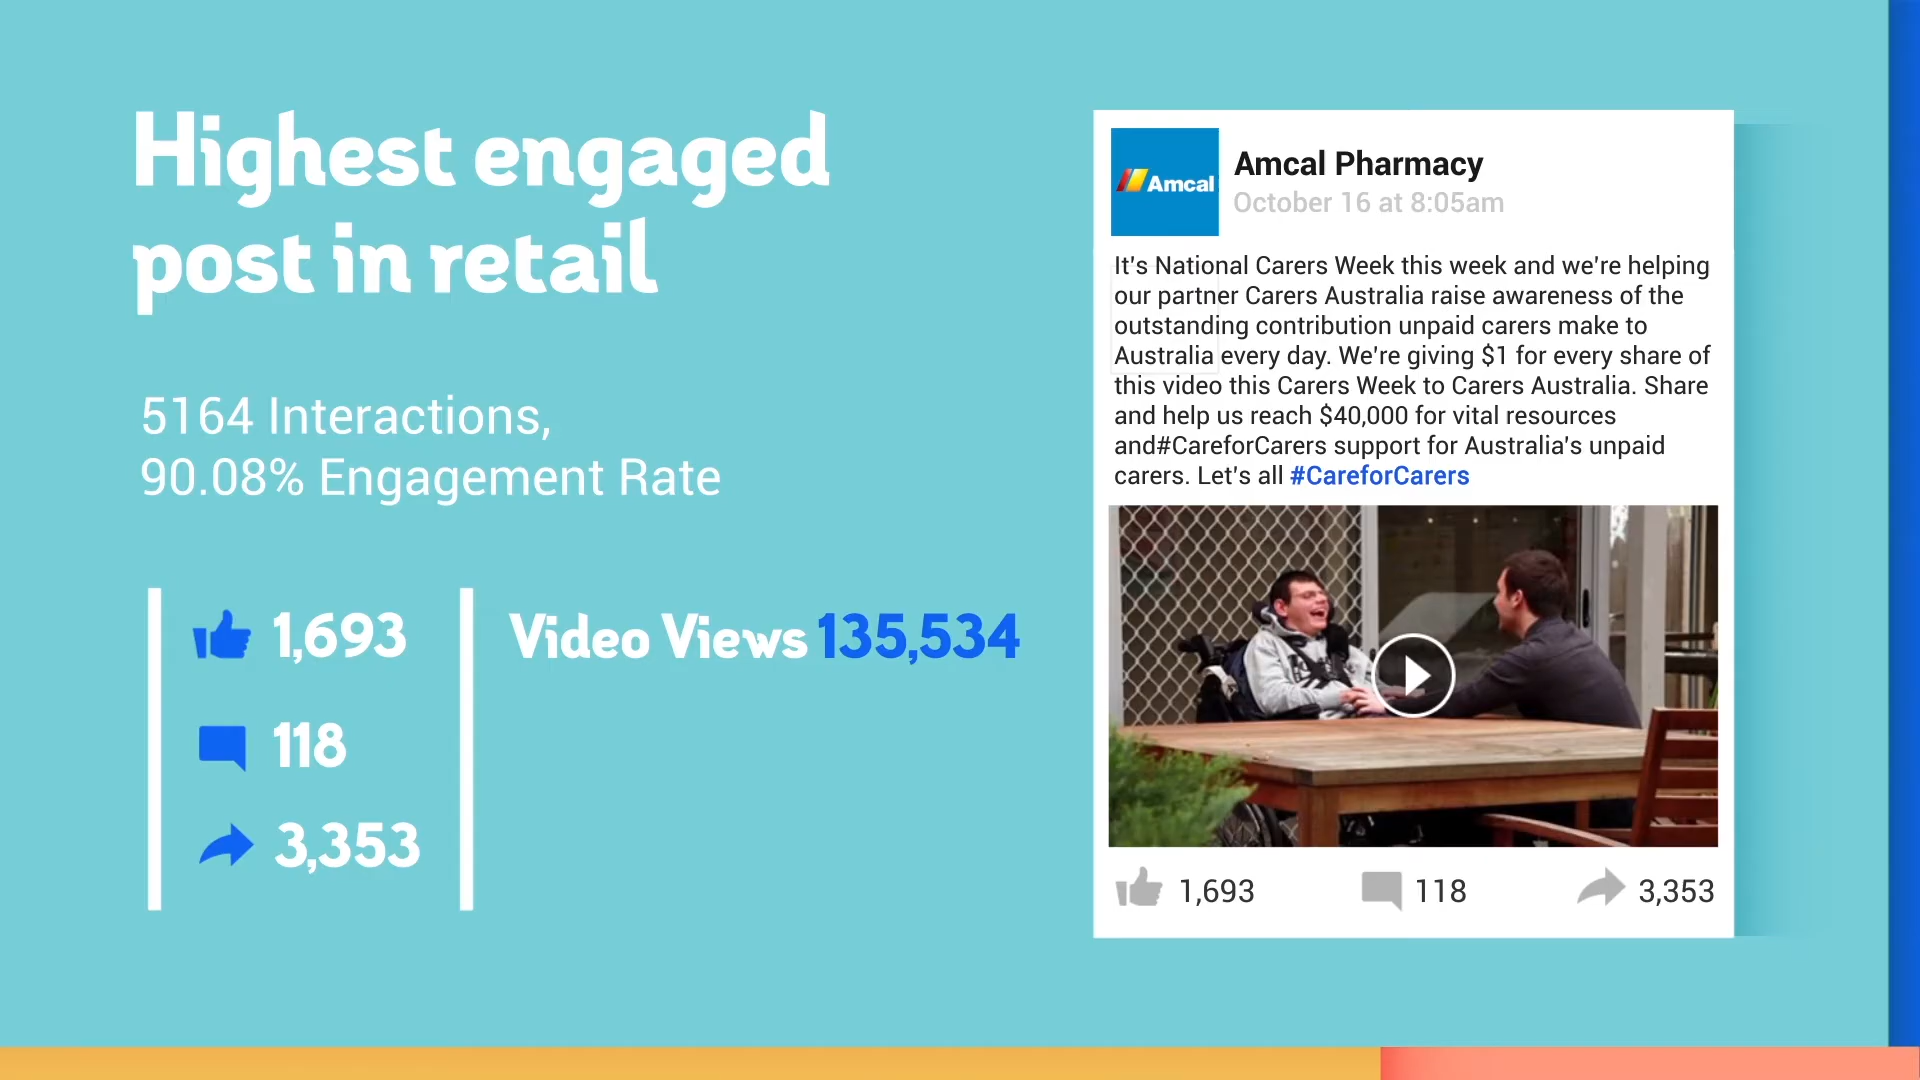 Highest engaged
post in retail
5164 Interactions,
90.08% Engagement Rate
1,693
118
3,353
Video Views 135,534
Amcal
Amcal Pharmacy
October 16 at 8:05am
It's National Carers Week this week and we're helping
our partner Carers Australia raise awareness of the
outstanding contribution unpaid carers make to
Australia every day. We're giving $1 for every share of
this video this Carers Week to Carers Australia. Share
and help us reach $40,000 for vital resources
and#CareforCarers support for Australia's unpaid
carers. Let's all #CareforCarers
1,693
118
3,353